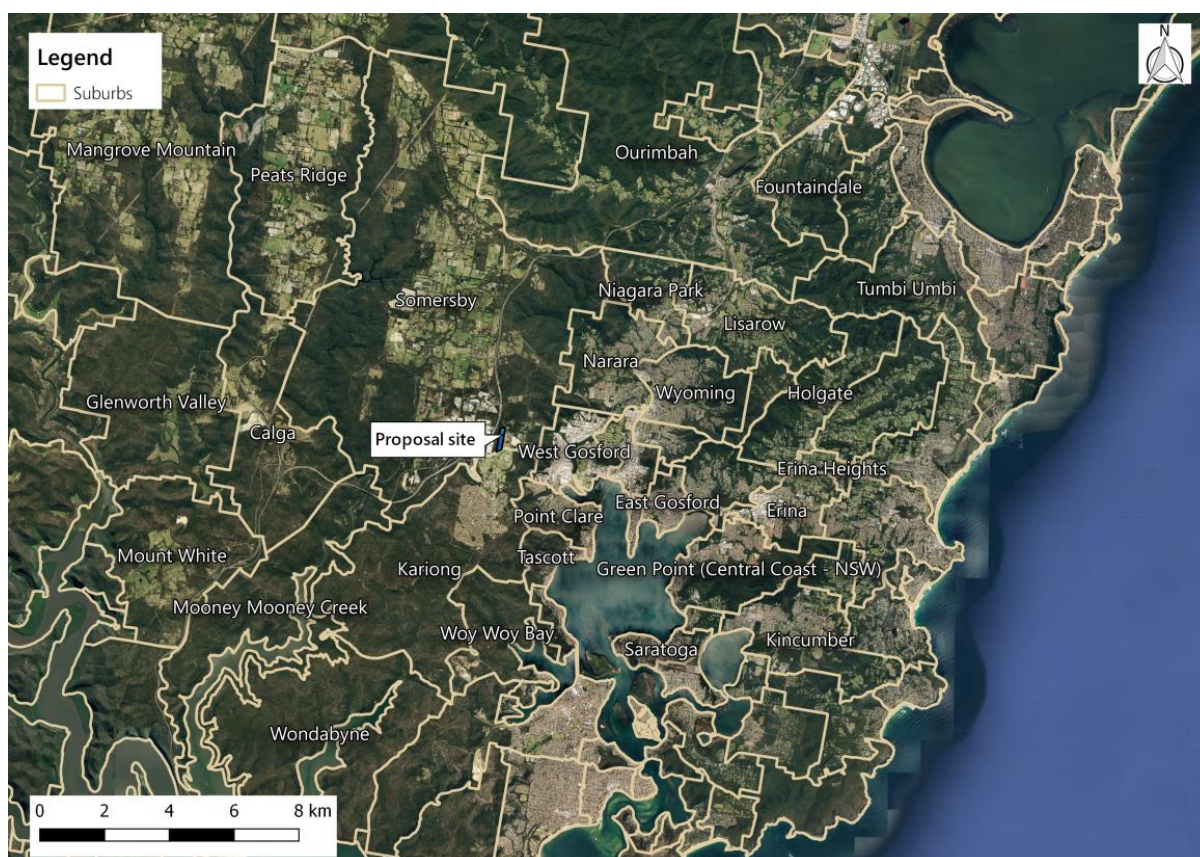 Legend
Suburbs
N
Mangrove Mountain
Peats Ridge
Ourimbah
Fountaindale
Somersby
Niagara Park
Tumbi Umbi
Lisarow
Narara
Wyoming
Holgate
Glenworth Valley
Calga
Proposal site
West Gosford
Erina Heights
East Gosford
Erina
Point Clare
Mount White
Tascott
Kariong
Green Point (Central Coast - NSW)
Mooney Mooney Creek
Woy Woy Bay
Saratoga
Kincumber
Wondabyne
0 2 4 6 8 km